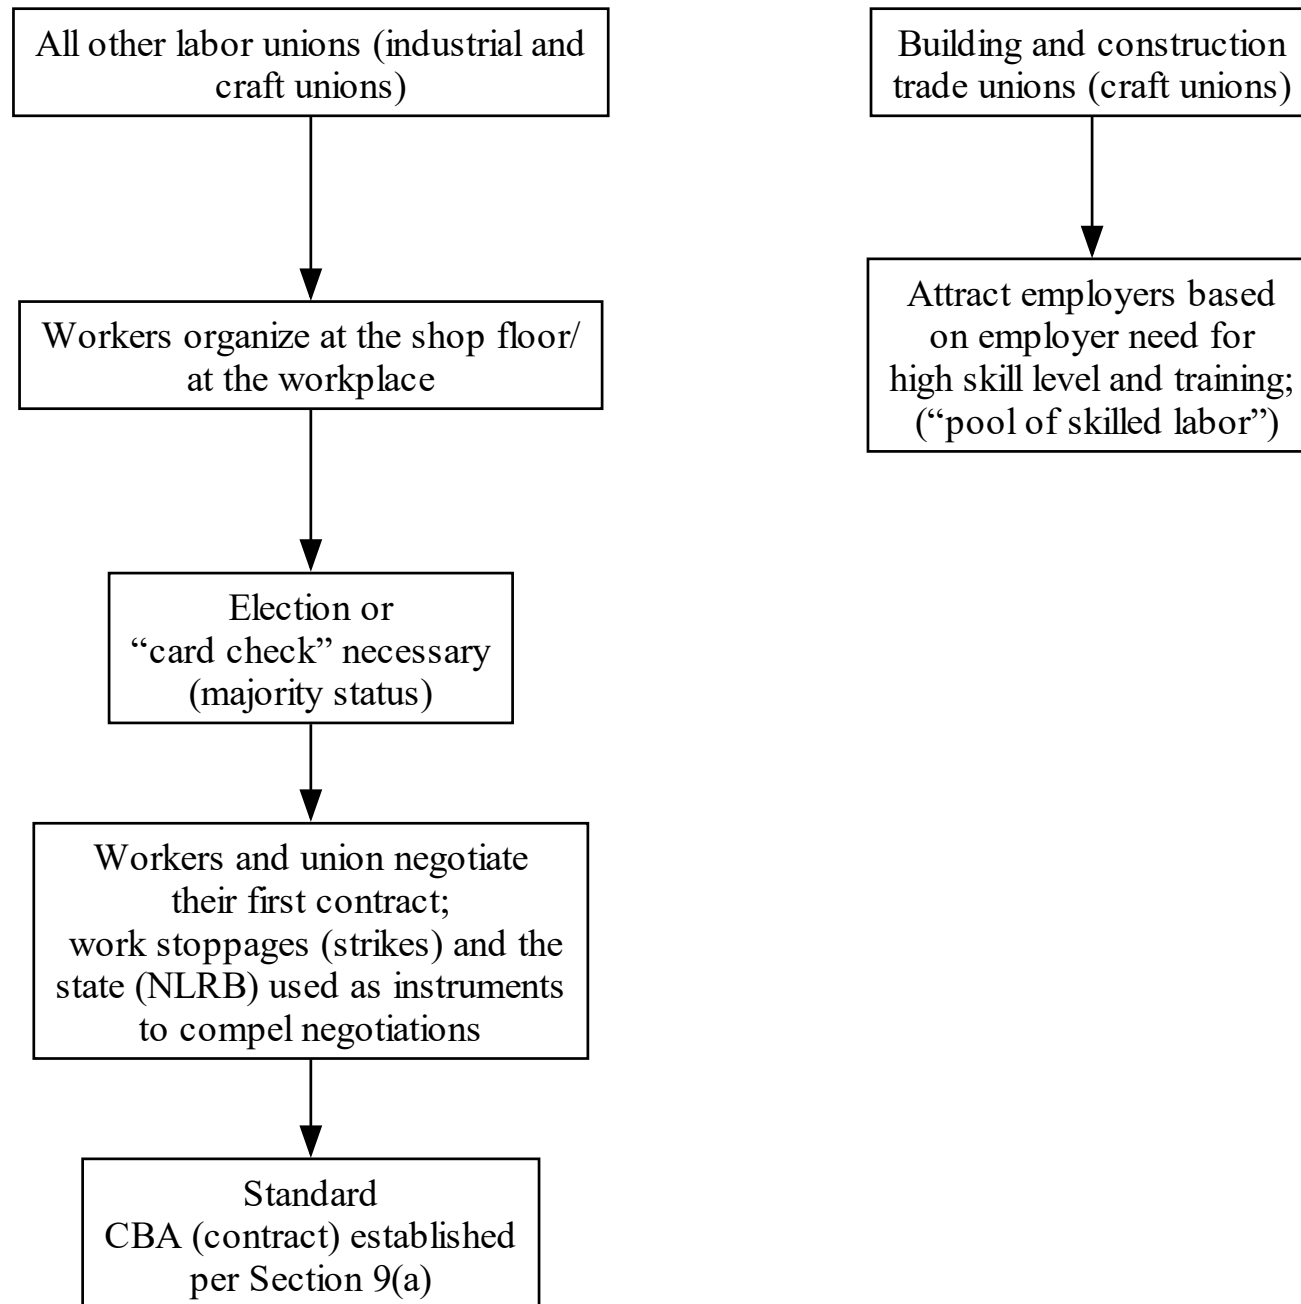 All other labor unions (industrial and
craft unions)
Workers organize at the shop floor/
at the workplace
Election or
“card check” necessary
(majority status)
Workers and union negotiate
their first contract;
work stoppages (strikes) and the
state (NLRB) used as instruments
to compel negotiations
Standard
CBA (contract) established
per Section 9(a)
Building and construction
trade unions (craft unions)
Attract employers based
on employer need for
high skill level and training;
(“pool of skilled labor”)